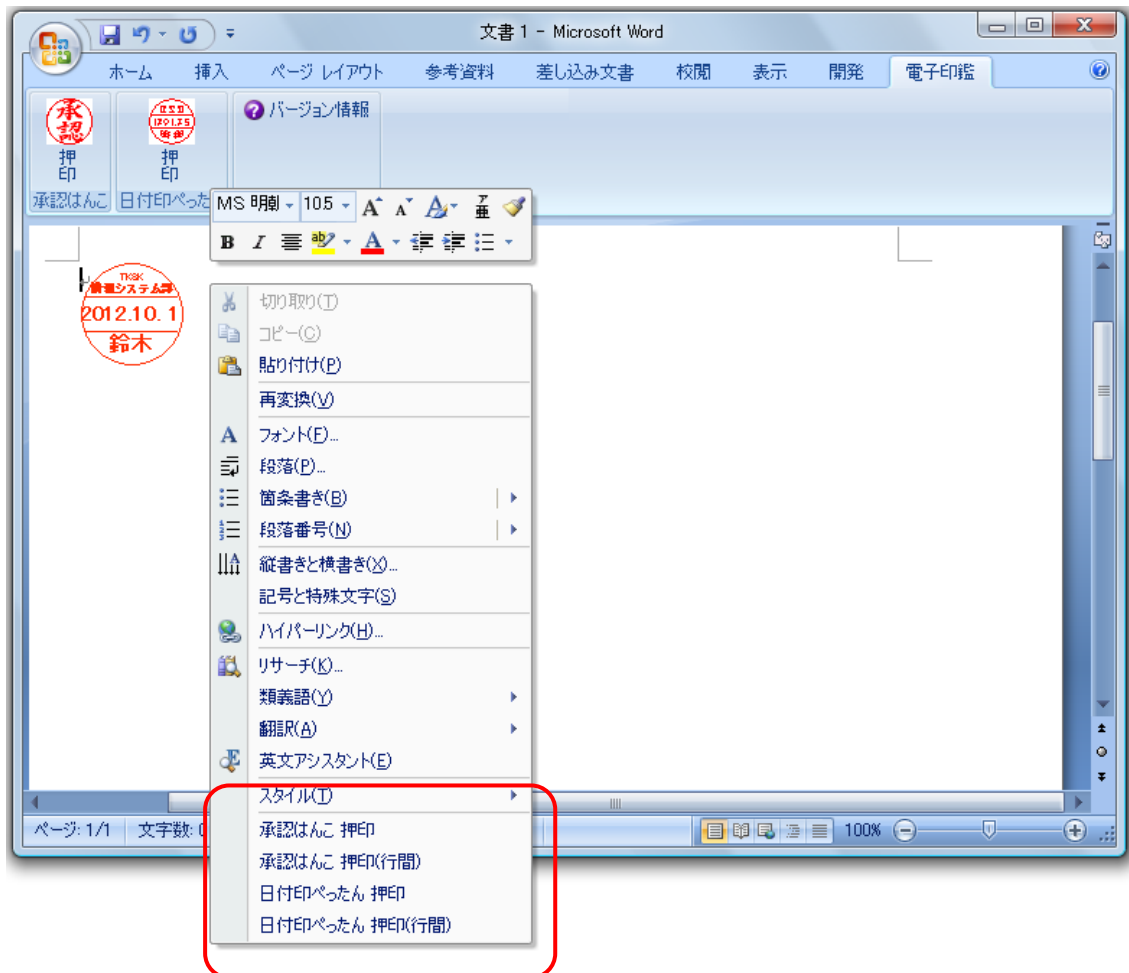 文書 1 - Microsoft Word
ホーム 挿入 ページ レイアウト 参考資料 差し込み文書 校閲 表示 開発 電子印鑑
承認
バージョン情報
押印 押印
承認はんこ 日付印ぺった
MS 明朝 10.5 A A A ア亜
B I ab A
TKSK
情報システム部
2012.10. 1
鈴木
切り取り(T)
コピー(C)
貼り付け(P)
再変換(V)
フォント(F)...
段落(P)...
箇条書き(B)
段落番号(N)
縦書きと横書き(X)...
記号と特殊文字(S)
ハイパーリンク(H)...
リサーチ(K)...
類義語(Y)
翻訳(A)
英文アシスタント(E)
スタイル(T)
ページ: 1/1 文字数: 100%
承認はんこ 押印
承認はんこ 押印(行間)
日付印ぺったん 押印
日付印ぺったん 押印(行間)